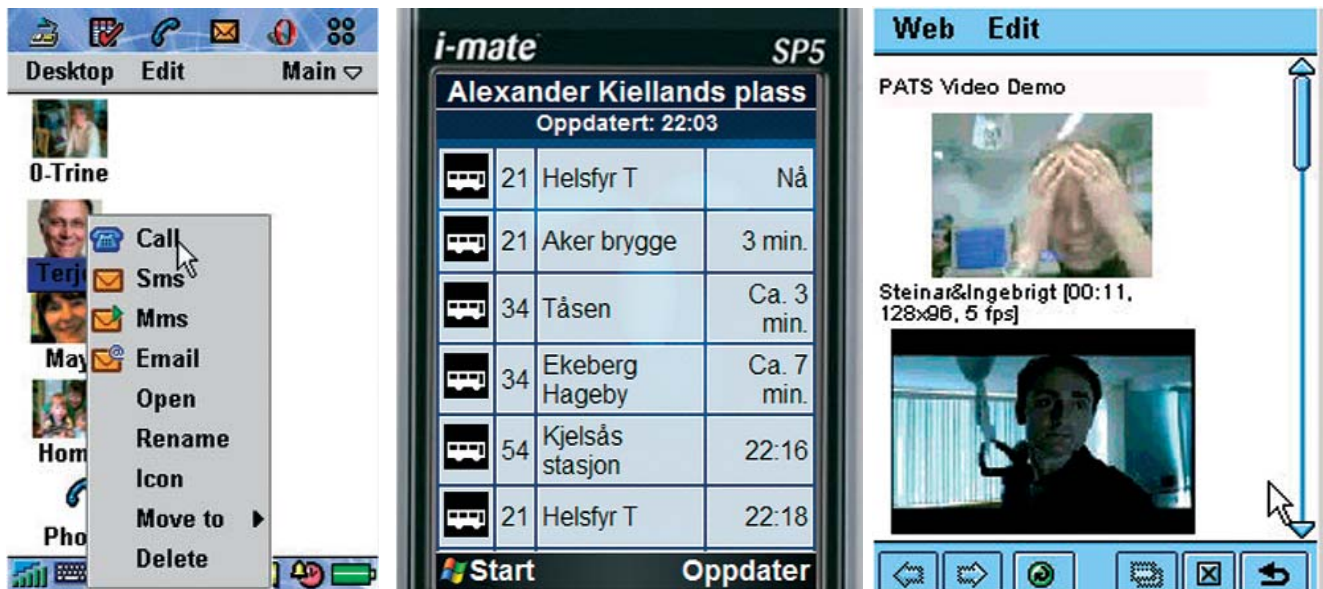 Desktop Edit Main
0-Trine
Call
Sms
Mms
May
Email
Open
Rename
Hom
Icon
Move to
Pho
Delete
i-mate SP5
Alexander Kiellands plass
Oppdatert: 22:03
21 Helsfyr T Nå
21 Aker brygge 3 min.
34 Tåsen Ca. 3
min.
34 Ekeberg
Hageby Ca. 7
min.
54 Kjelsås
stasjon 22:16
21 Helsfyr T 22:18
Start Oppdater
Web Edit
PATS Video Demo
Steinar&Ingebrigt [00:11,
128x96, 5 fps]